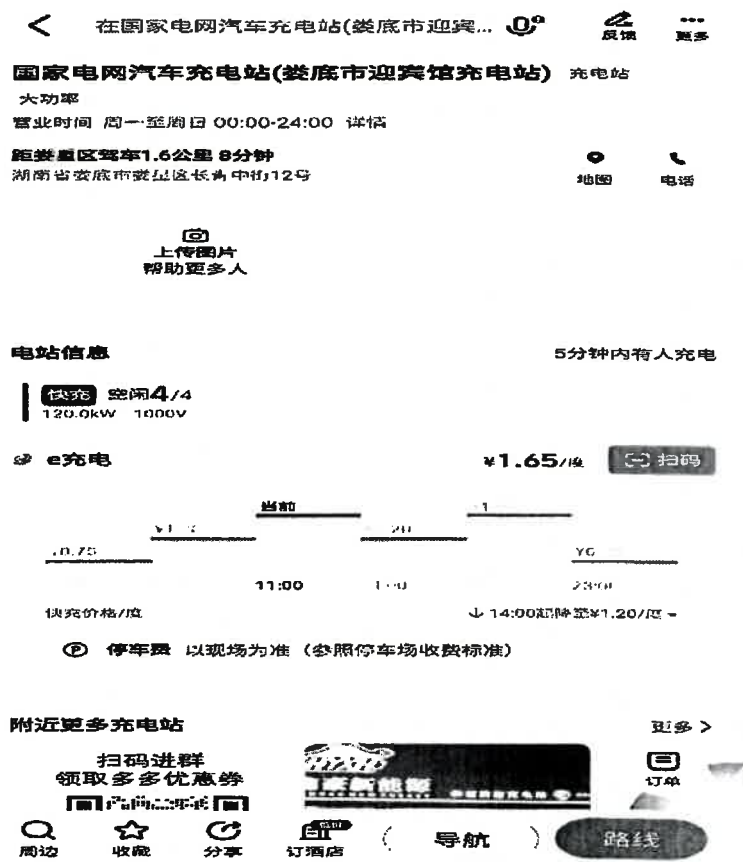 在国家电网汽车充电站(娄底市迎宾...
反馈
更多
国家电网汽车充电站(娄底市迎宾馆充电站) 充电站
大功率
营业时间 周一至周日 00:00-24:00 详情
距娄星区驾车1.6公里 8分钟
湖南省娄底市娄星区长青中街12号
地图
电话
上传图片
帮助更多人
电站信息
5分钟内有人充电
快充 空闲4/4
120.0kW 1000V
e充电
¥1.65/度
扫码
当前
0.75
11:00
快充价格/度
14:00起降至¥1.20/度
P 停车费 以现场为准（参照停车场收费标准）
附近更多充电站
更多 >
扫码进群
领取多多优惠券
订单
周边
收藏
分享
订酒店
导航
路线